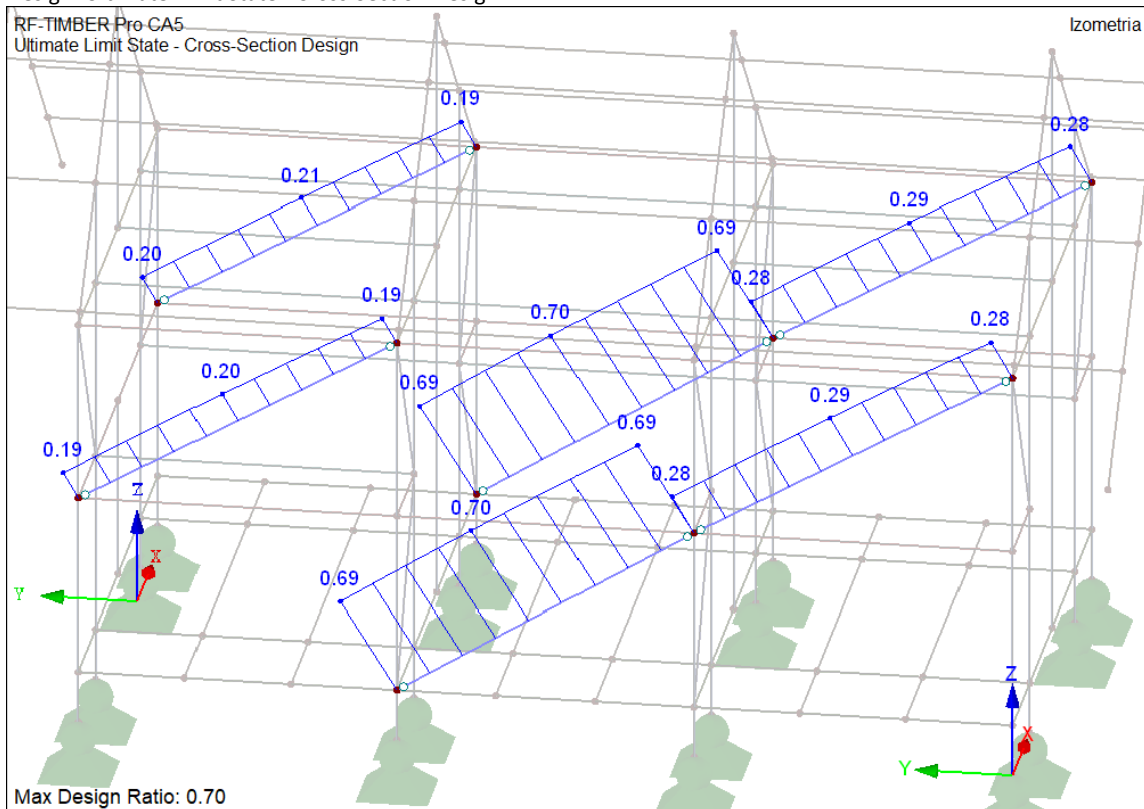 RF-TIMBER Pro CA5
Izometria
Ultimate Limit State - Cross-Section Design
0.19
0.28
0.21
0.29
0.20
0.69
0.28
0.19
0.70
0.28
0.20
0.69
0.29
0.19
0.69
0.28
Z
X
0.70
Y
0.69
Z
X
Y
Max Design Ratio: 0.70